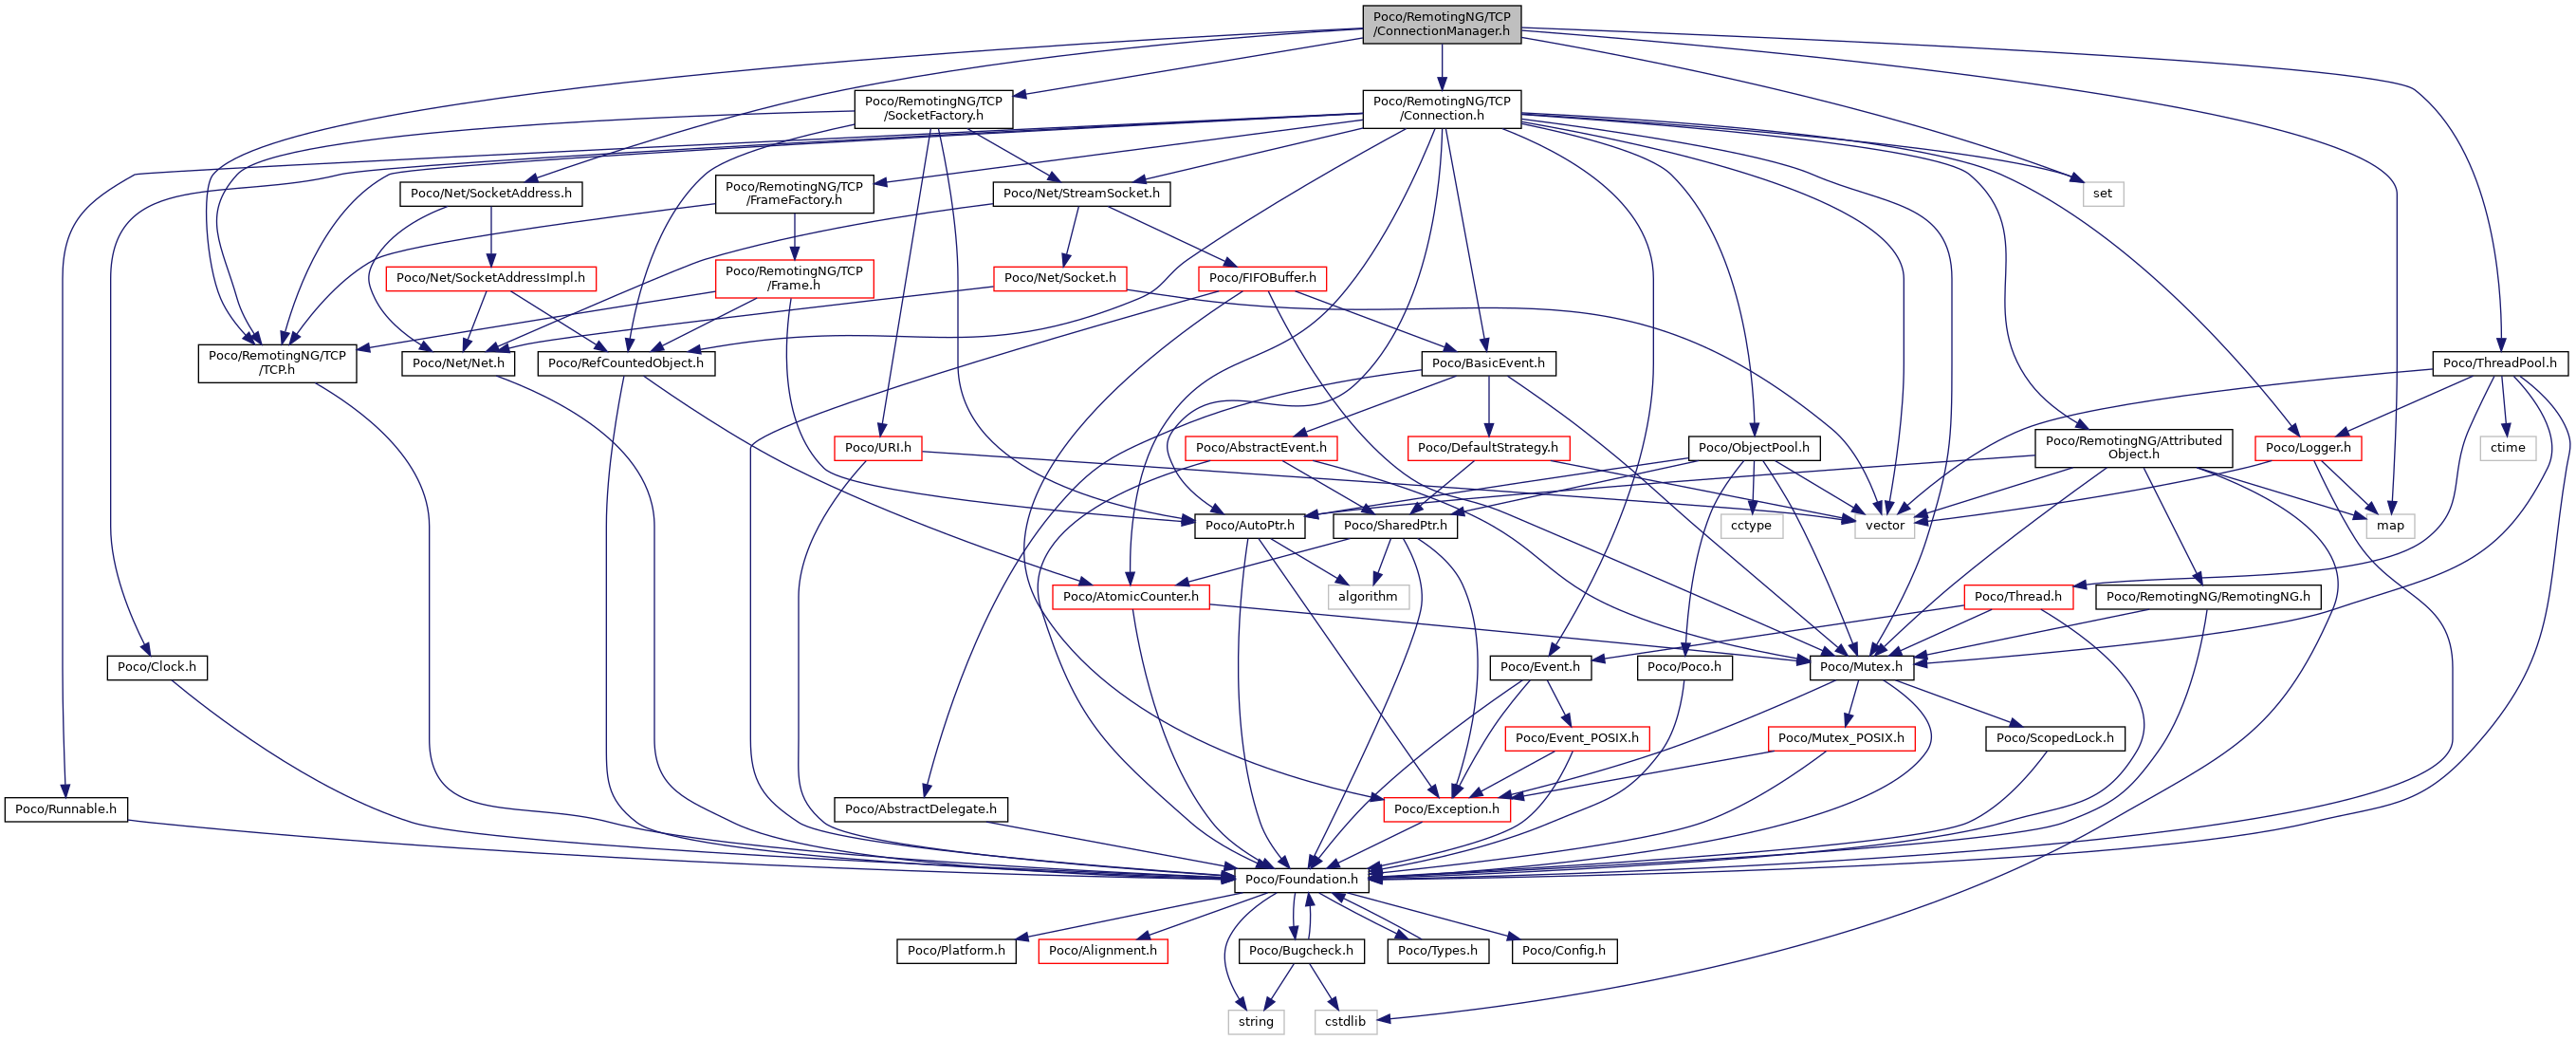 Poco/RemotingNG/TCP
/ConnectionManager.h
Poco/RemotingNG/TCP
/SocketFactory.h
Poco/RemotingNG/TCP
/Connection.h
Poco/Net/SocketAddress.h
Poco/RemotingNG/TCP
/FrameFactory.h
Poco/Net/StreamSocket.h
set
Poco/Net/SocketAddressImpl.h
Poco/RemotingNG/TCP
/Frame.h
Poco/Net/Socket.h
Poco/FIFOBuffer.h
Poco/RemotingNG/TCP
/TCP.h
Poco/Net/Net.h
Poco/RefCountedObject.h
Poco/BasicEvent.h
Poco/ThreadPool.h
Poco/URI.h
Poco/AbstractEvent.h
Poco/DefaultStrategy.h
Poco/ObjectPool.h
Poco/RemotingNG/Attributed
Object.h
Poco/Logger.h
ctime
Poco/AutoPtr.h
Poco/SharedPtr.h
cctype
vector
map
Poco/AtomicCounter.h
algorithm
Poco/Thread.h
Poco/RemotingNG/RemotingNG.h
Poco/Clock.h
Poco/Event.h
Poco/Poco.h
Poco/Mutex.h
Poco/Event_POSIX.h
Poco/Mutex_POSIX.h
Poco/ScopedLock.h
Poco/Runnable.h
Poco/AbstractDelegate.h
Poco/Exception.h
Poco/Foundation.h
Poco/Platform.h
Poco/Alignment.h
Poco/Bugcheck.h
Poco/Types.h
Poco/Config.h
string
cstdlib